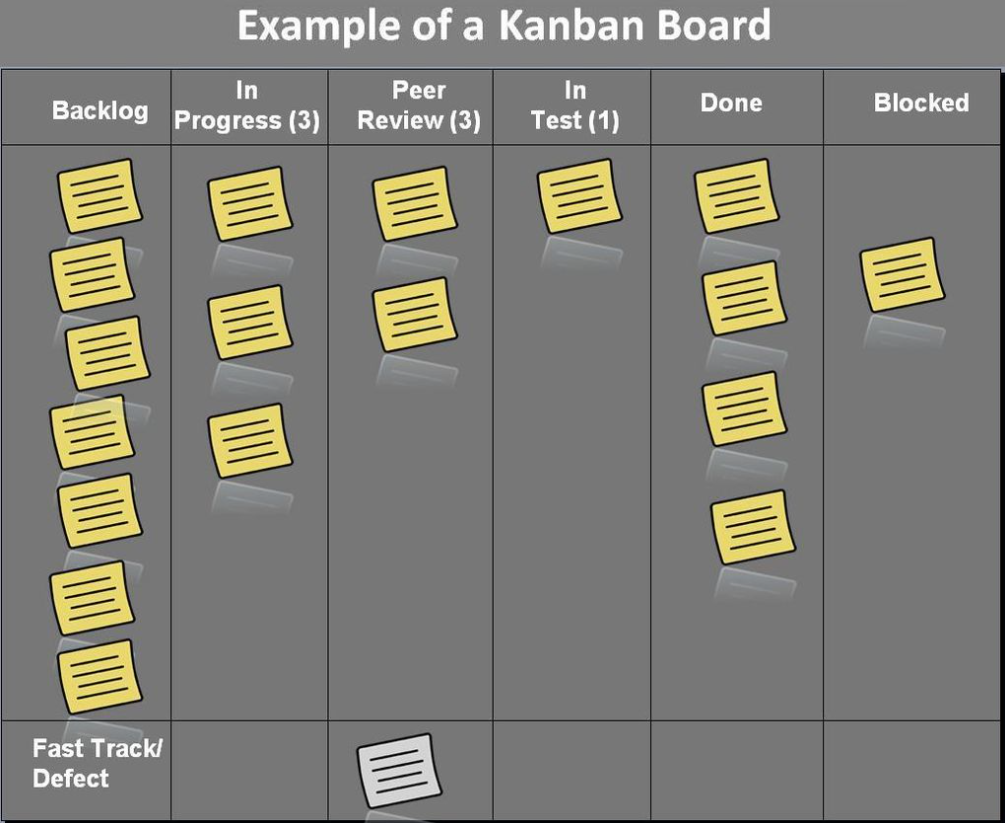 Example of a Kanban Board
Backlog
In
Progress (3)
Peer
Review (3)
In
Test (1)
Done
Blocked
Fast Track/
Defect